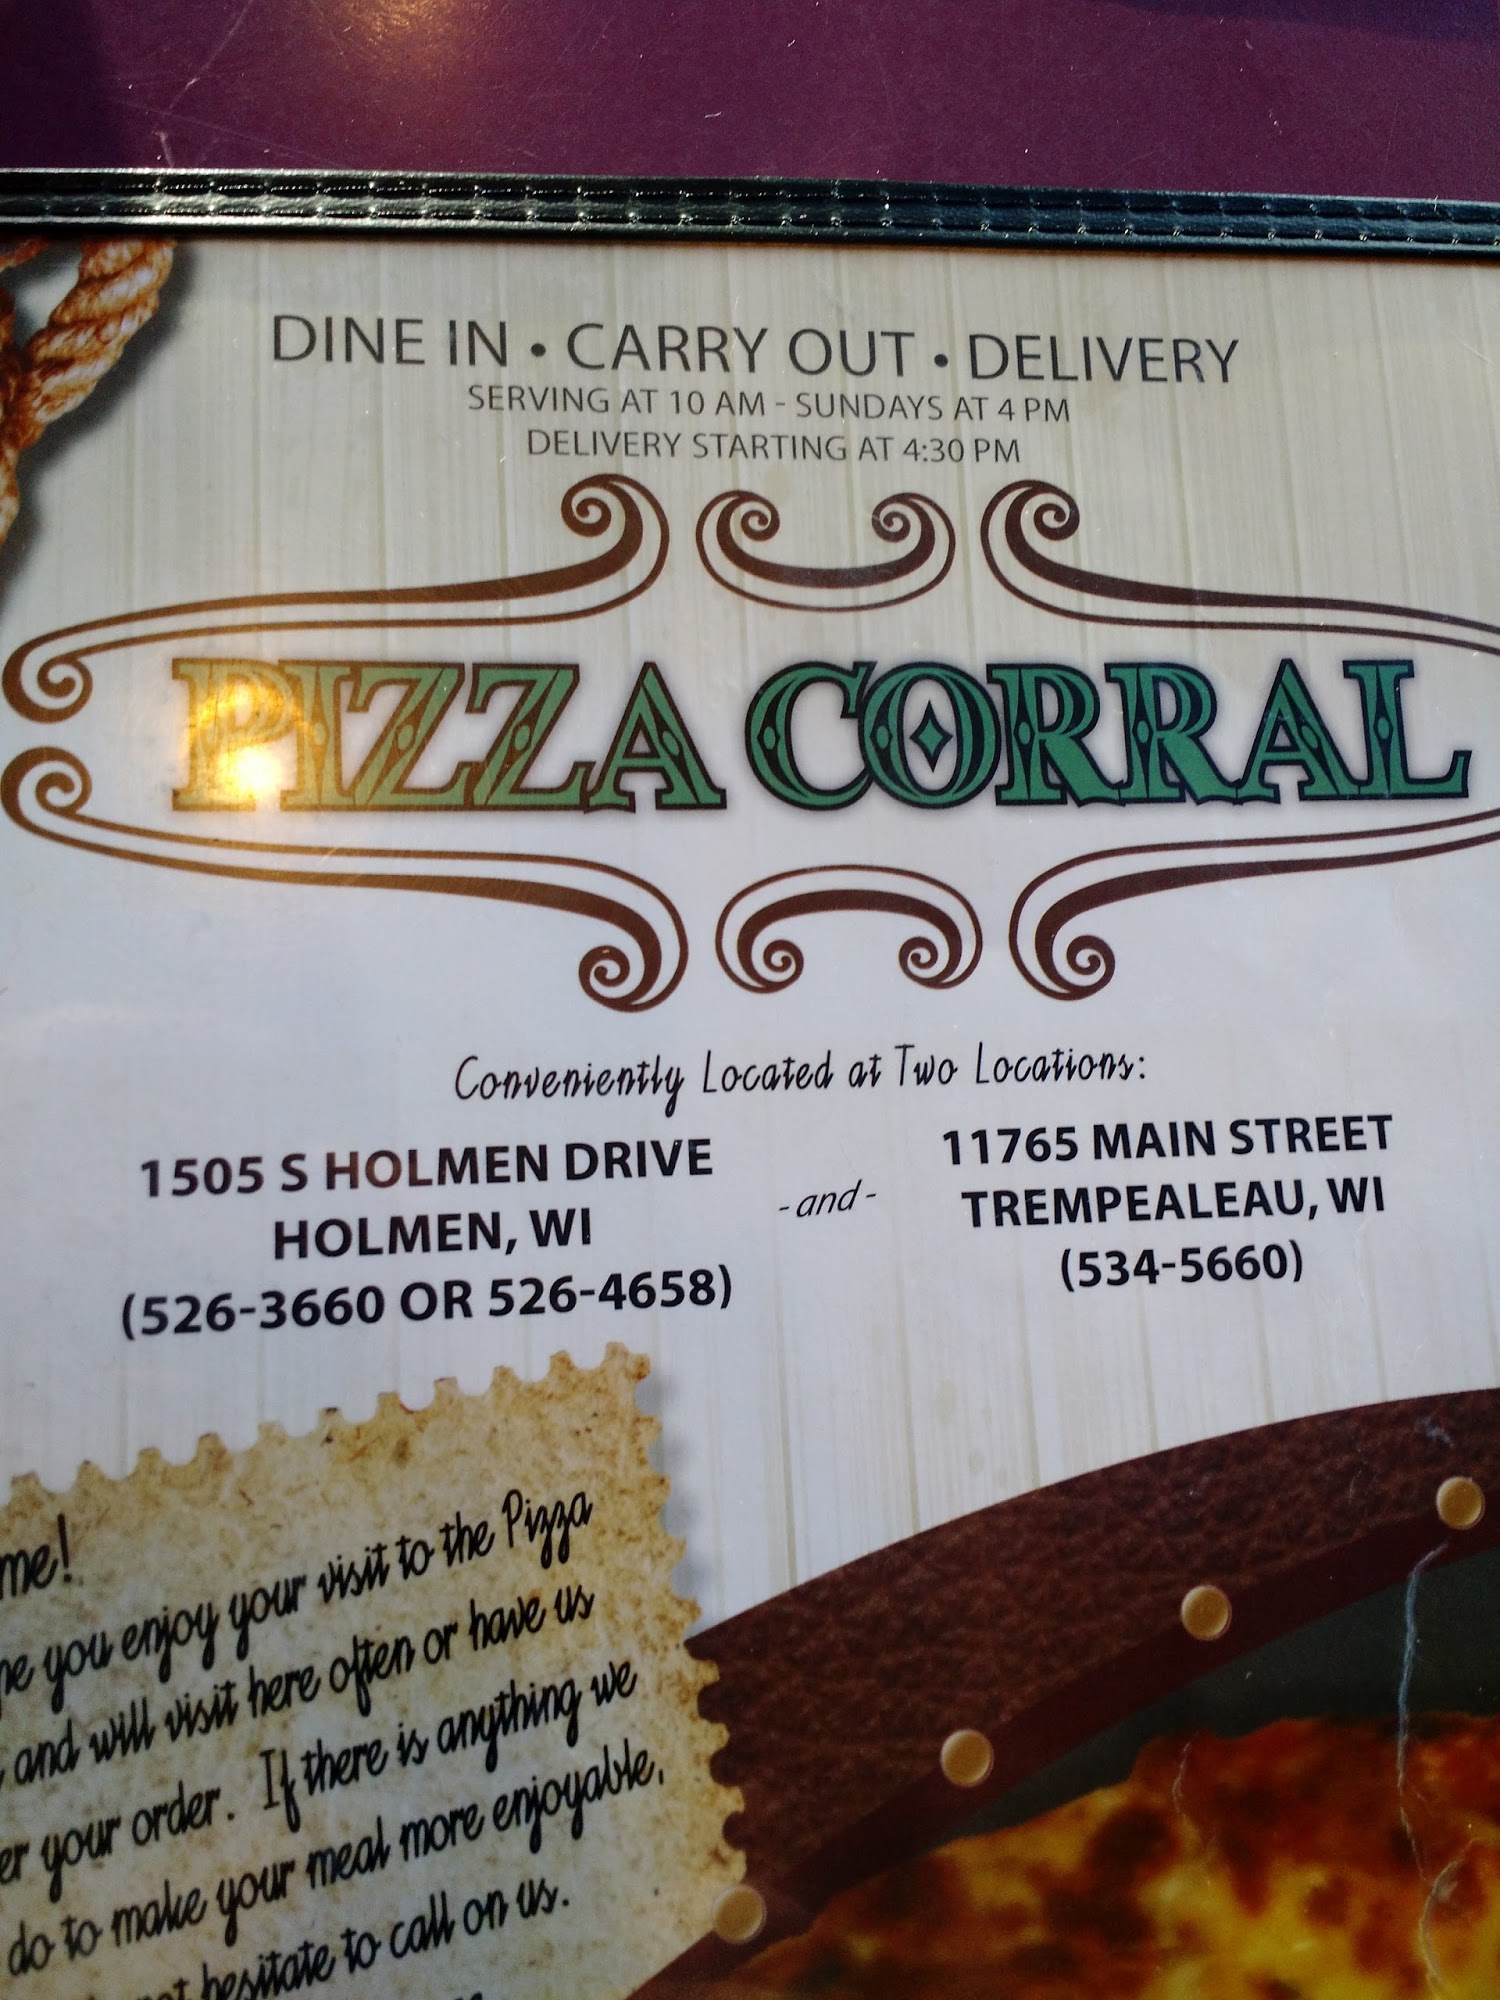 DINE IN • CARRY OUT • DELIVERY
SERVING AT 10 AM - SUNDAYS AT 4 PM
DELIVERY STARTING AT 4:30 PM
PIZZA CORRAL
Conveniently Located at Two Locations:
1505 S HOLMEN DRIVE
HOLMEN, WI
(526-3660 OR 526-4658)
- and -
11765 MAIN STREET
TREMPEALEAU, WI
(534-5660)
you enjoy your visit to the Pizza
and will visit here often or have us
your order. If there is anything we
do to make your meal more enjoyable,
hesitate to call on us.